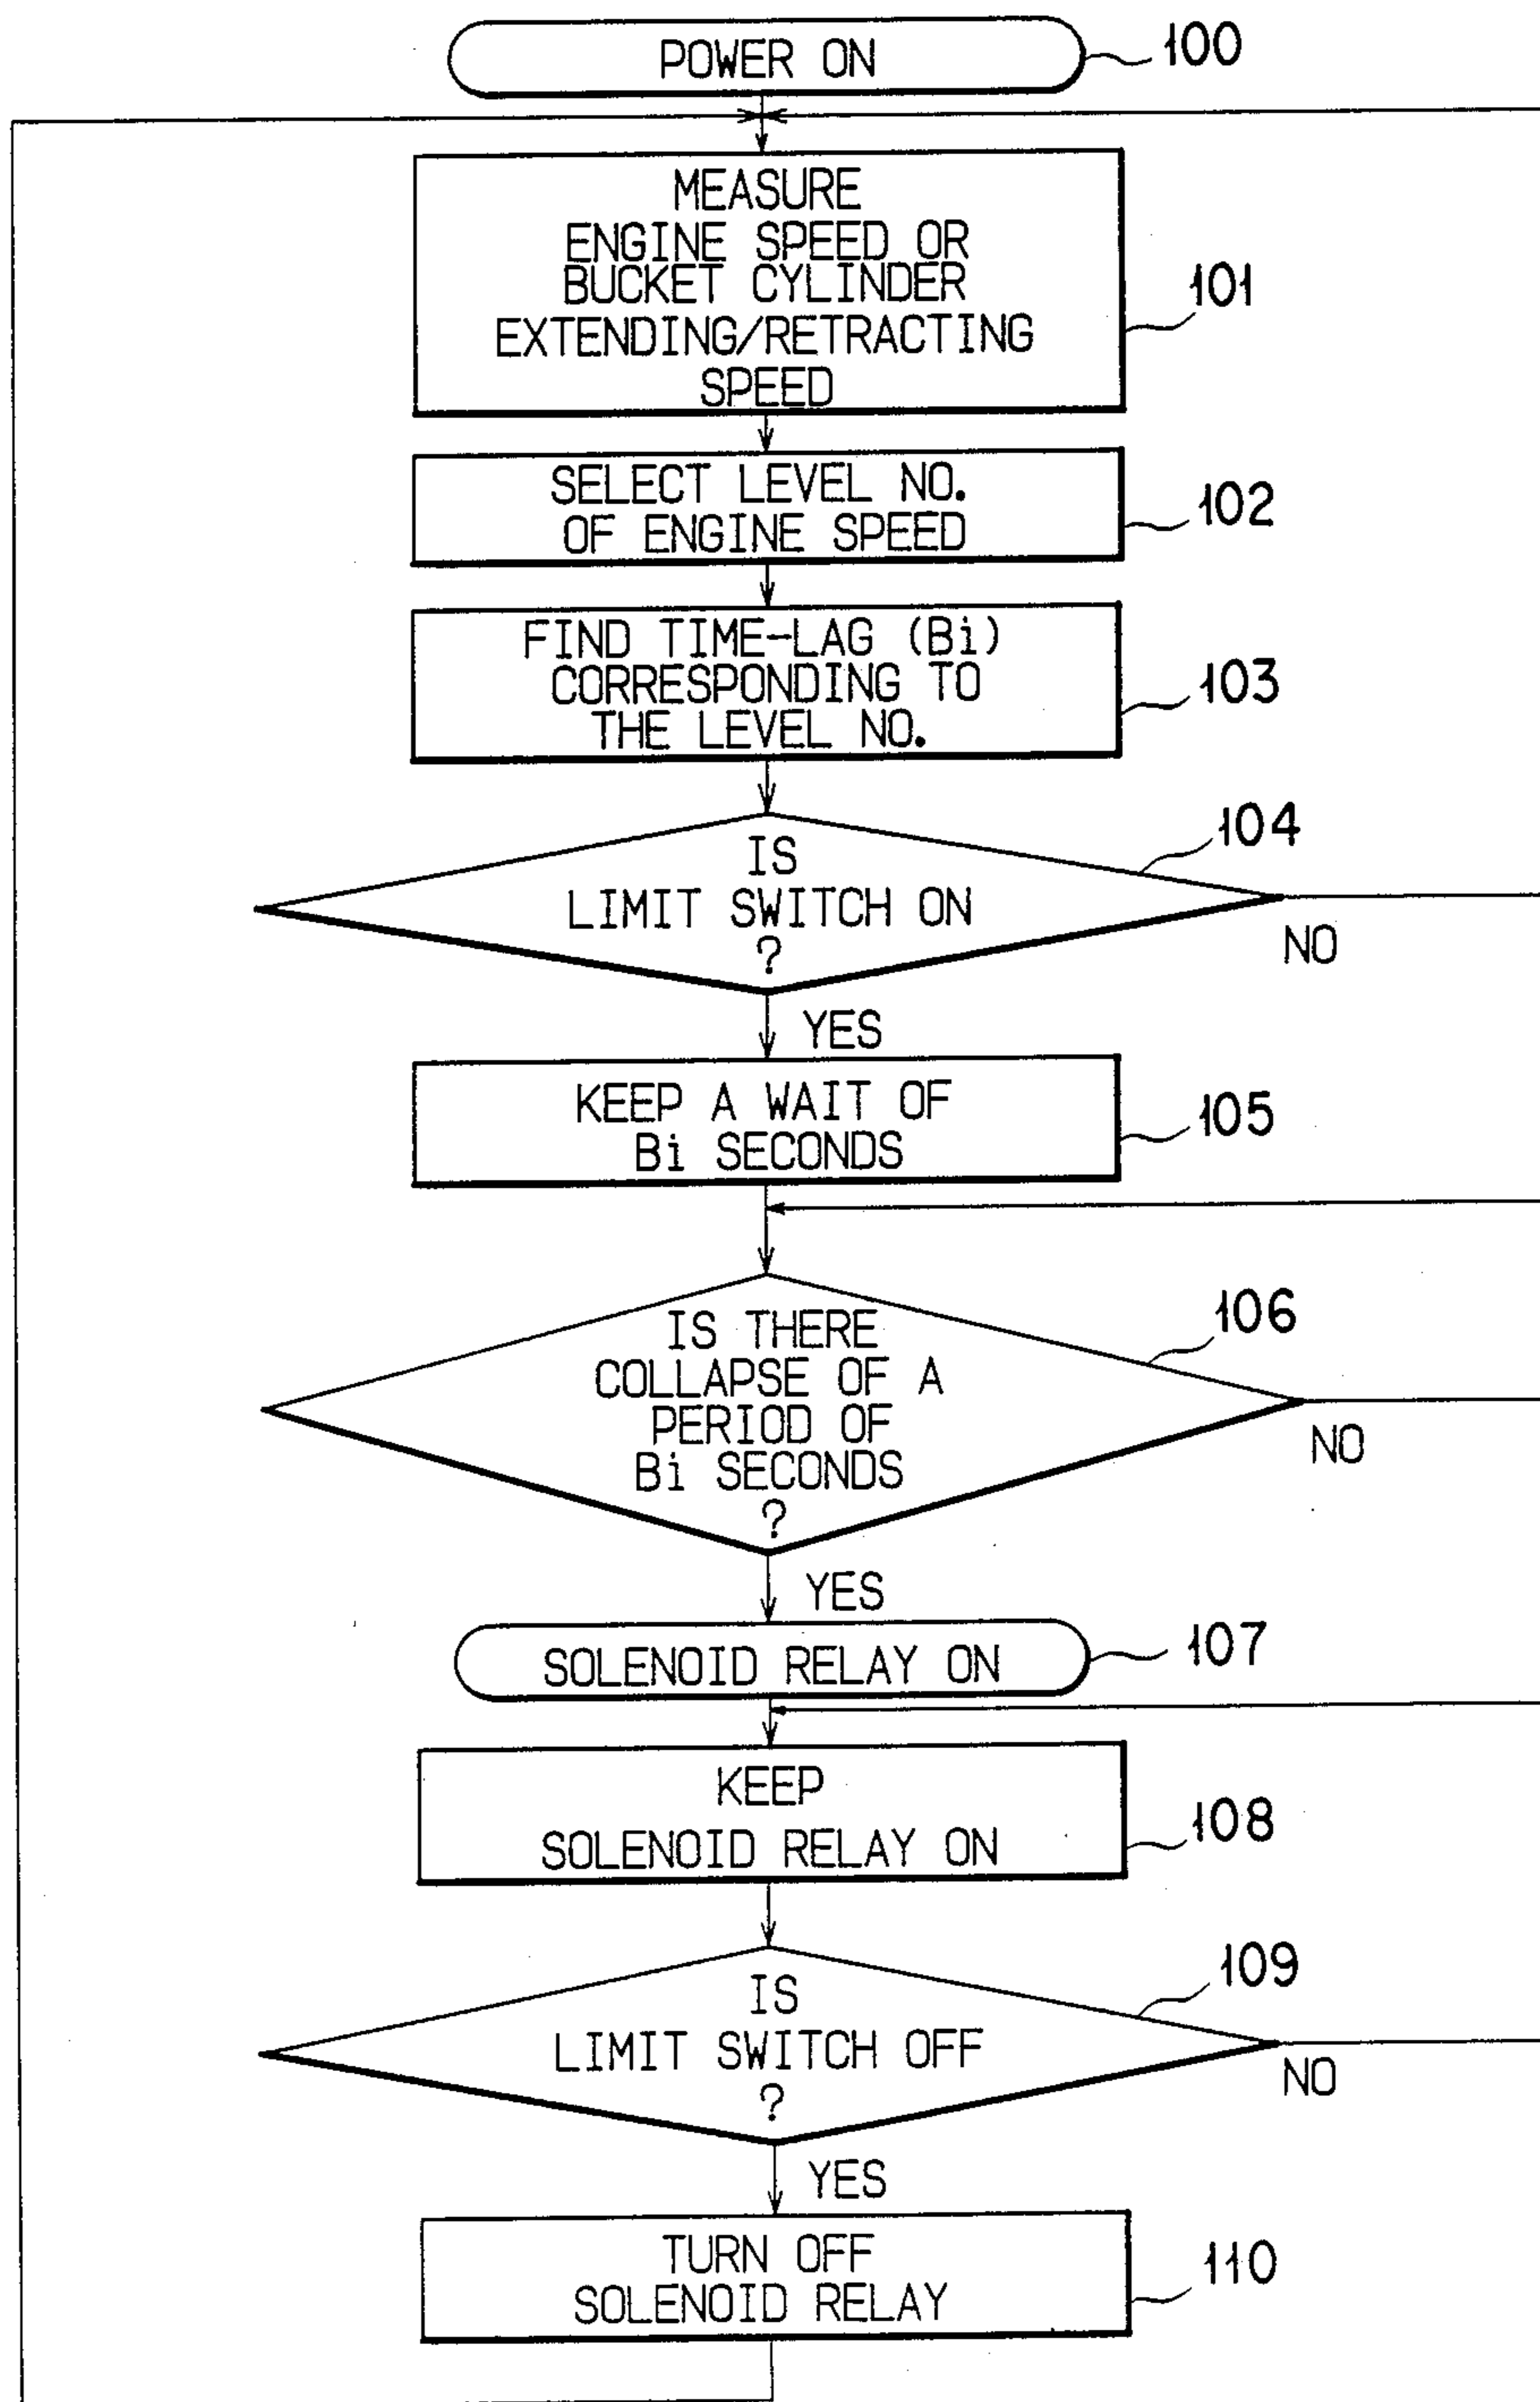 POWER ON
100
MEASURE
ENGINE SPEED OR
BUCKET CYLINDER
EXTENDING/RETRACTING
SPEED
101
SELECT LEVEL NO.
OF ENGINE SPEED
102
FIND TIME-LAG (Bi)
CORRESPONDING TO
THE LEVEL NO.
103
IS
LIMIT SWITCH ON
?
104
NO
YES
KEEP A WAIT OF
Bi SECONDS
105
IS THERE
COLLAPSE OF A
PERIOD OF
Bi SECONDS
?
106
NO
YES
SOLENOID RELAY ON
107
KEEP
SOLENOID RELAY ON
108
IS
LIMIT SWITCH OFF
?
109
NO
YES
TURN OFF
SOLENOID RELAY
110